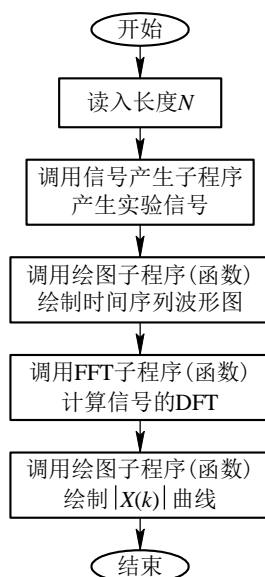 开始
读入长度N
调用信号产生子程序
产生实验信号
调用绘图子程序(函数)
绘制时间序列波形图
调用FFT子程序(函数)
计算信号的DFT
调用绘图子程序(函数)
绘制|X(k)|曲线
结束